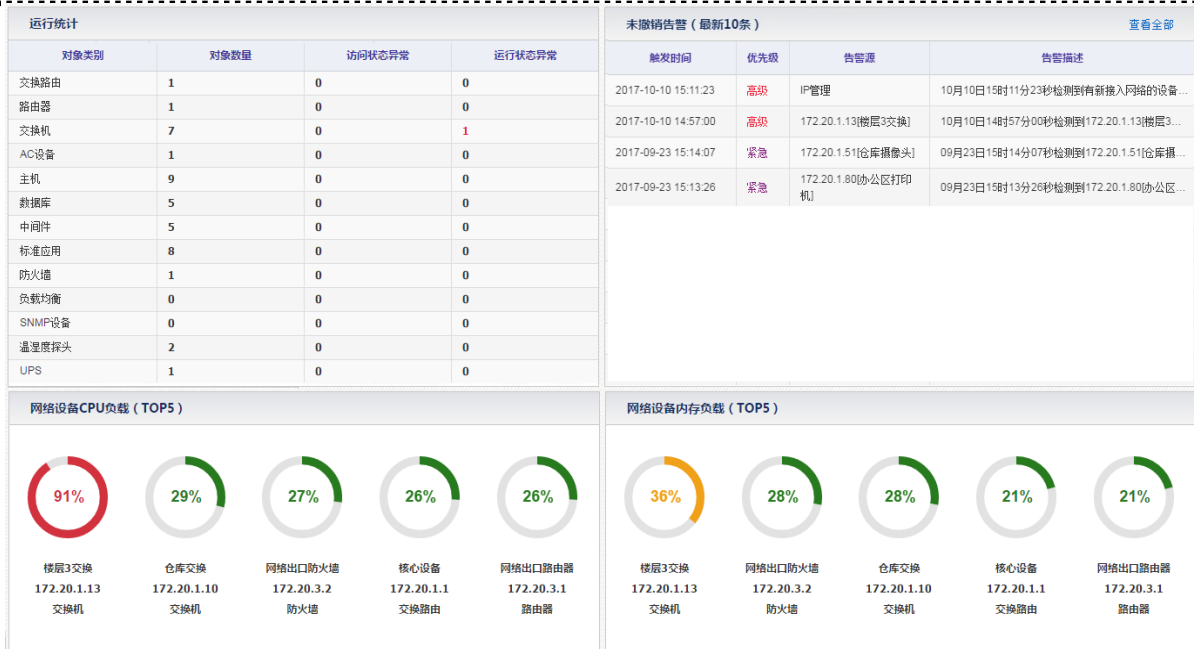 运行统计
对象类别 对象数量 访问状态异常 运行状态异常
交换路由 1 0 0
路由器 1 0 0
交换机 7 0 1
AC设备 1 0 0
主机 9 0 0
数据库 5 0 0
中间件 5 0 0
标准应用 8 0 0
防火墙 1 0 0
负载均衡 0 0 0
SNMP设备 0 0 0
温湿度探头 2 0 0
UPS 1 0 0
未撤销告警（最新10条） 查看全部
触发时间 优先级 告警源 告警描述
2017-10-10 15:11:23 高级 IP管理 10月10日15时11分23秒检测到有新接入网络的设备...
2017-10-10 14:57:00 高级 172.20.1.13[楼层3交换] 10月10日14时57分00秒检测到172.20.1.13[楼层3...
2017-09-23 15:14:07 紧急 172.20.1.51[仓库摄像头] 09月23日15时14分07秒检测到172.20.1.51[仓库摄...
2017-09-23 15:13:26 紧急 172.20.1.80[办公区打印 09月23日15时13分26秒检测到172.20.1.80[办公区...
机]
网络设备CPU负载（TOP5）
91% 29% 27% 26% 26%
楼层3交换 仓库交换 网络出口防火墙 核心设备 网络出口路由器
172.20.1.13 172.20.1.10 172.20.3.2 172.20.1.1 172.20.3.1
交换机 交换机 防火墙 交换路由 路由器
网络设备内存负载（TOP5）
36% 28% 28% 21% 21%
楼层3交换 网络出口防火墙 仓库交换 核心设备 网络出口路由器
172.20.1.13 172.20.3.2 172.20.1.10 172.20.1.1 172.20.3.1
交换机 防火墙 交换机 交换路由 路由器